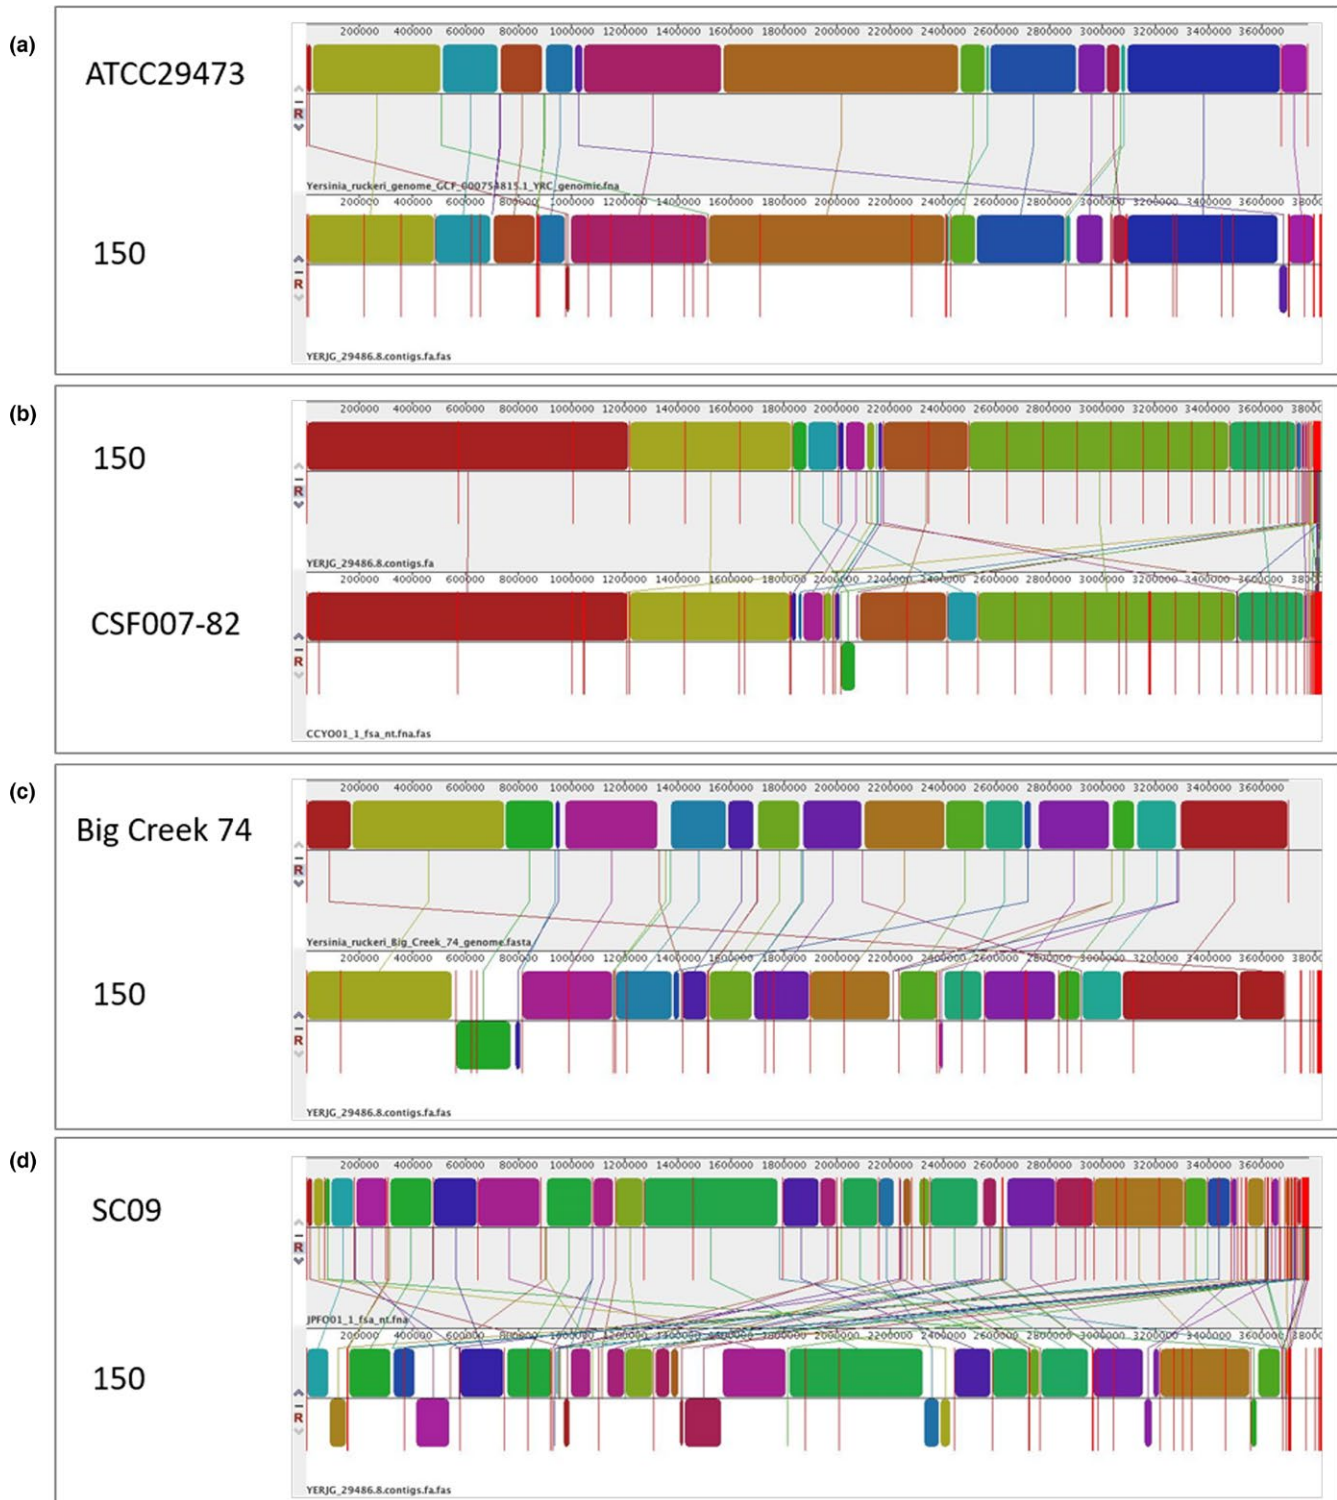 (a)
ATCC29473
200000 400000 600000 800000 1000000 1200000 1400000 1600000 1800000 2000000 2200000 2400000 2600000 2800000 3000000 3200000 3400000 3600000
R
Yersinia_ruckeri_genome_GCF_000754815.1_YRC_genomic.fna
150
200000 400000 600000 800000 1000000 1200000 1400000 1600000 1800000 2000000 2200000 2400000 2600000 2800000 3000000 3200000 3400000 3600000 3800
R
YERJG_29486.8.contigs.fa.fas
(b)
150
200000 400000 600000 800000 1000000 1200000 1400000 1600000 1800000 2000000 2200000 2400000 2600000 2800000 3000000 3200000 3400000 3600000 3800
R
YERJG_29486.8.contigs.fa
CSF007-82
200000 400000 600000 800000 1000000 1200000 1400000 1600000 1800000 2000000 2200000 2400000 2600000 2800000 3000000 3200000 3400000 3600000 3800
R
CCYO01_1_fsa_nt.fna.fas
(c)
Big Creek 74
200000 400000 600000 800000 1000000 1200000 1400000 1600000 1800000 2000000 2200000 2400000 2600000 2800000 3000000 3200000 3400000 3600000
R
Yersinia_ruckeri_Big_Creek_74_genome.fasta
150
200000 400000 600000 800000 1000000 1200000 1400000 1600000 1800000 2000000 2200000 2400000 2600000 2800000 3000000 3200000 3400000 3600000 3800
R
YERJG_29486.8.contigs.fa.fas
(d)
SC09
200000 400000 600000 800000 1000000 1200000 1400000 1600000 1800000 2000000 2200000 2400000 2600000 2800000 3000000 3200000 3400000 3600000
R
JPFO01_1_fsa_nt.fna
150
200000 400000 600000 800000 1000000 1200000 1400000 1600000 1800000 2000000 2200000 2400000 2600000 2800000 3000000 3200000 3400000 3600000 3800
R
YERJG_29486.8.contigs.fa.fas